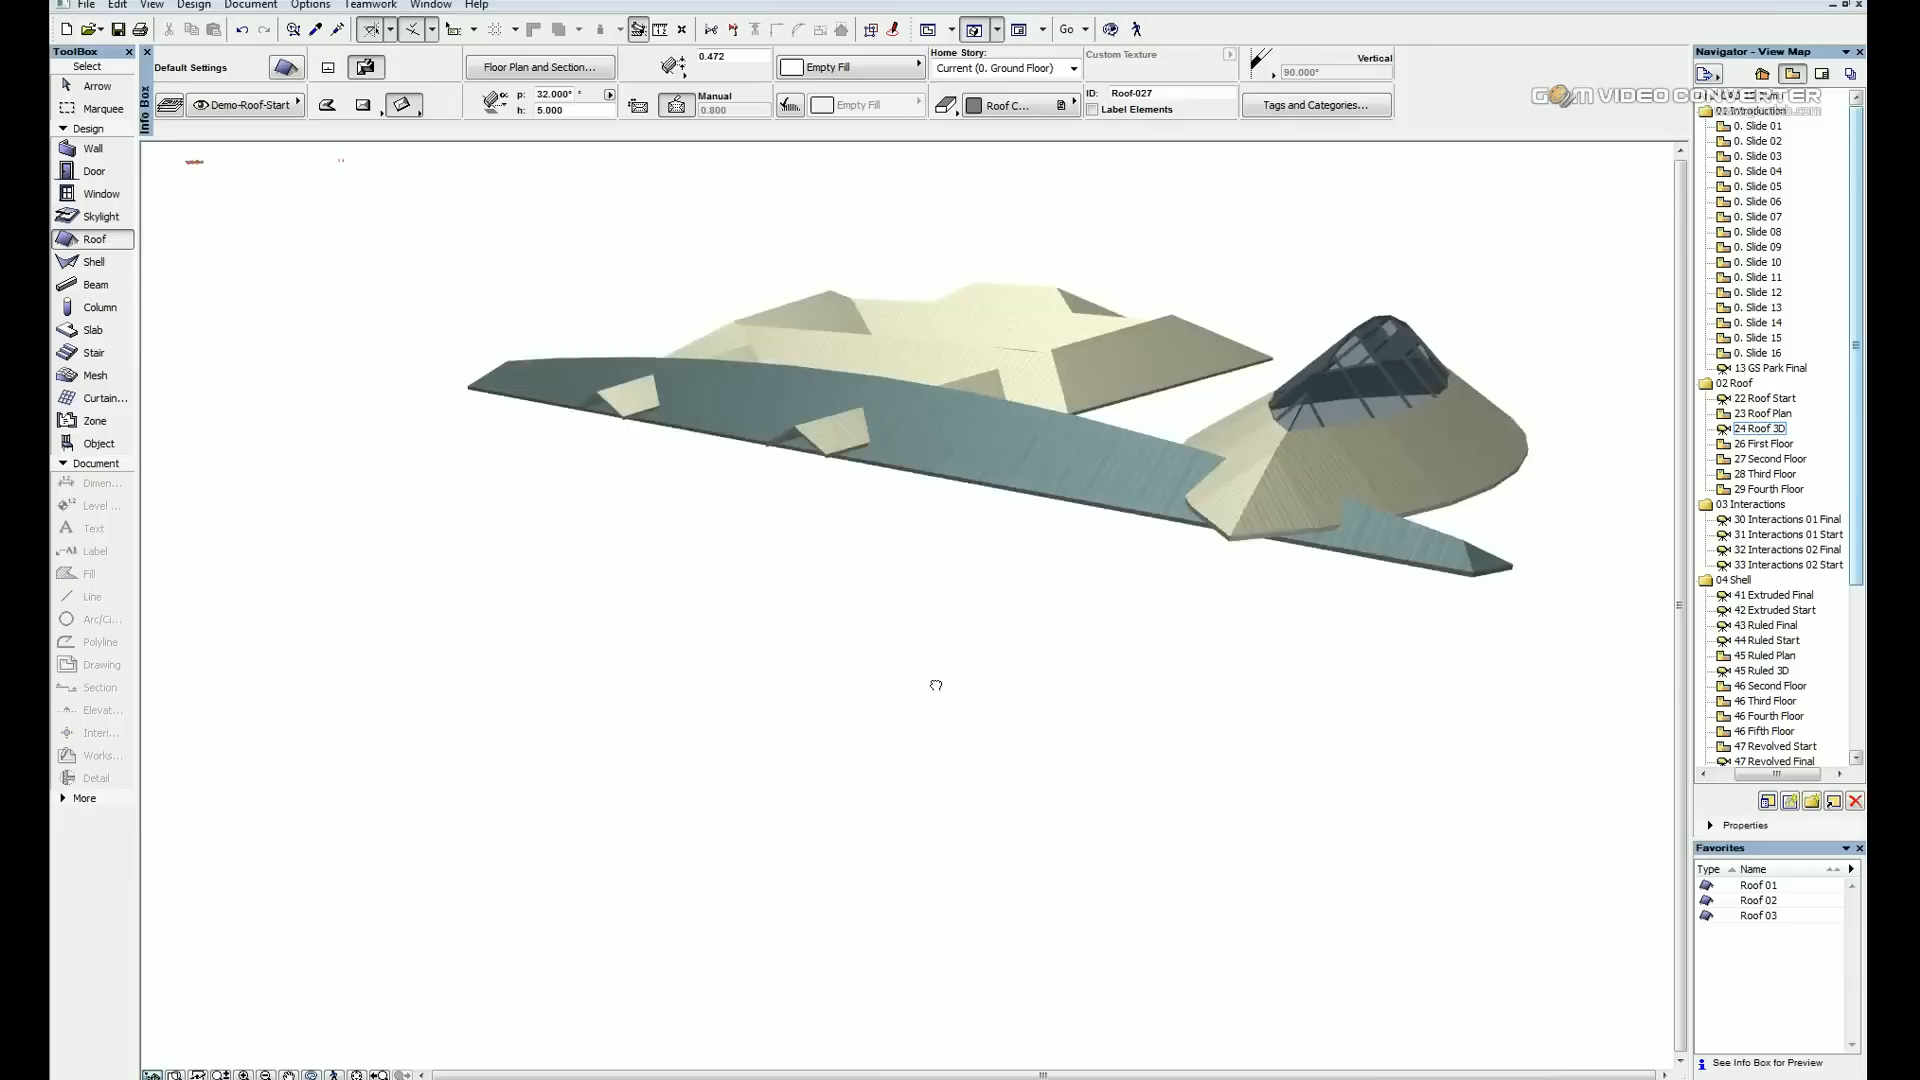 File Edit View Design Document Options Teamwork Window Help
Go
ToolBox
Select
Arrow
Marquee
Design
Wall
Door
Window
Skylight
Roof
Shell
Beam
Column
Slab
Stair
Mesh
Curtain...
Zone
Object
Document
Dimen...
Level ...
Text
Label
Fill
Line
Arc/Ci...
Polyline
Drawing
Section
Elevat...
Interi...
Works...
Detail
More
Info Box
Default Settings
Demo-Roof-Start
Floor Plan and Section...
p: 32.000°
h: 5.000
0.472
Manual
0.800
Empty Fill
Empty Fill
Home Story:
Current (0. Ground Floor)
Roof C...
Custom Texture
ID: Roof-027
Label Elements
Vertical
90.000°
Tags and Categories...
Navigator - View Map
GOM VIDEO CONVERTER
01 Introduction
0. Slide 01
0. Slide 02
0. Slide 03
0. Slide 04
0. Slide 05
0. Slide 06
0. Slide 07
0. Slide 08
0. Slide 09
0. Slide 10
0. Slide 11
0. Slide 12
0. Slide 13
0. Slide 14
0. Slide 15
0. Slide 16
13 GS Park Final
02 Roof
22 Roof Start
23 Roof Plan
24 Roof 3D
26 First Floor
27 Second Floor
28 Third Floor
29 Fourth Floor
03 Interactions
30 Interactions 01 Final
31 Interactions 01 Start
32 Interactions 02 Final
33 Interactions 02 Start
04 Shell
41 Extruded Final
42 Extruded Start
43 Ruled Final
44 Ruled Start
45 Ruled Plan
45 Ruled 3D
46 Second Floor
46 Third Floor
46 Fourth Floor
46 Fifth Floor
47 Revolved Start
47 Revolved Final
Properties
Favorites
Type Name
Roof 01
Roof 02
Roof 03
See Info Box for Preview